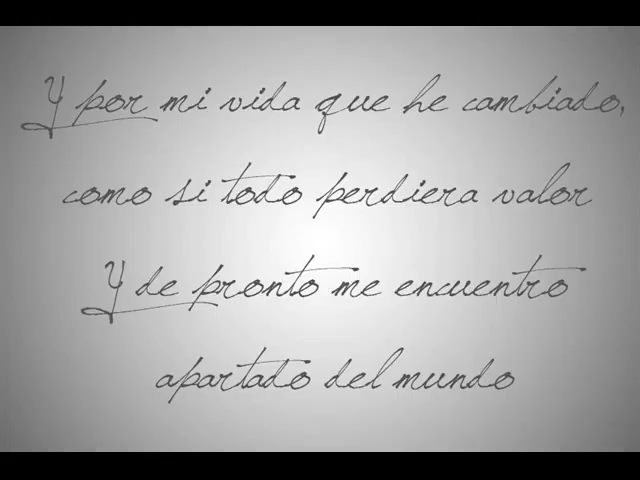 Y por mi vida que he cambiado,
como si todo perdiera valor
Y de pronto me encuentro
apartado del mundo